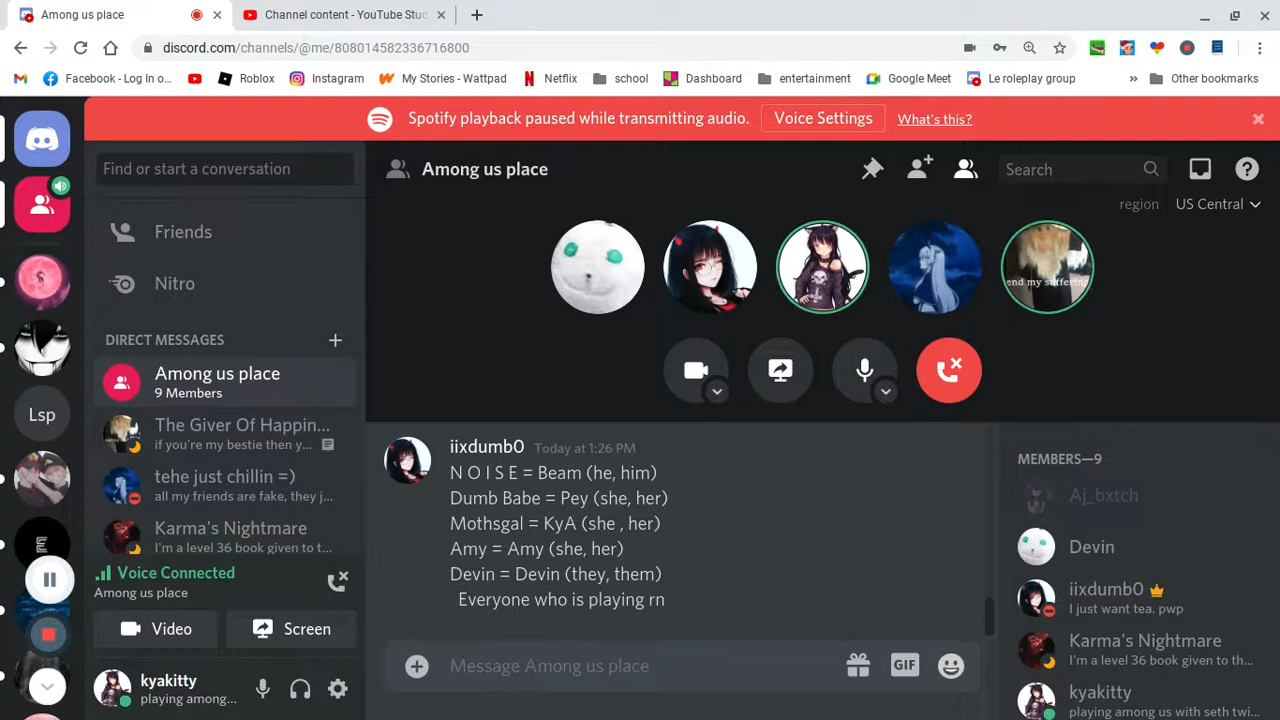 Among us place
Channel content - YouTube Stud
discord.com/channels/@me/808014582336716800
Facebook - Log In o...
Roblox
Instagram
My Stories - Wattpad
Netflix
school
Dashboard
entertainment
Google Meet
Le roleplay group
»
Other bookmarks
Spotify playback paused while transmitting audio.
Voice Settings
What's this?
Find or start a conversation
Among us place
Search
region
US Central
end my suffering
Friends
Nitro
DIRECT MESSAGES
Among us place
9 Members
The Giver Of Happin...
if you're my bestie then y...
tehe just chillin =)
all my friends are fake, they j...
Karma's Nightmare
I'm a level 36 book given to t...
Lsp
E
Voice Connected
Among us place
Video
Screen
kyakitty
playing among...
iixdumb0 Today at 1:26 PM
N O I S E = Beam (he, him)
Dumb Babe = Pey (she, her)
Mothsgal = KyA (she , her)
Amy = Amy (she, her)
Devin = Devin (they, them)
Everyone who is playing rn
Message Among us place
GIF
MEMBERS—9
Aj_bxtch
Devin
iixdumb0
I just want tea. pwp
Karma's Nightmare
I'm a level 36 book given to th...
kyakitty
playing among us with seth twi...